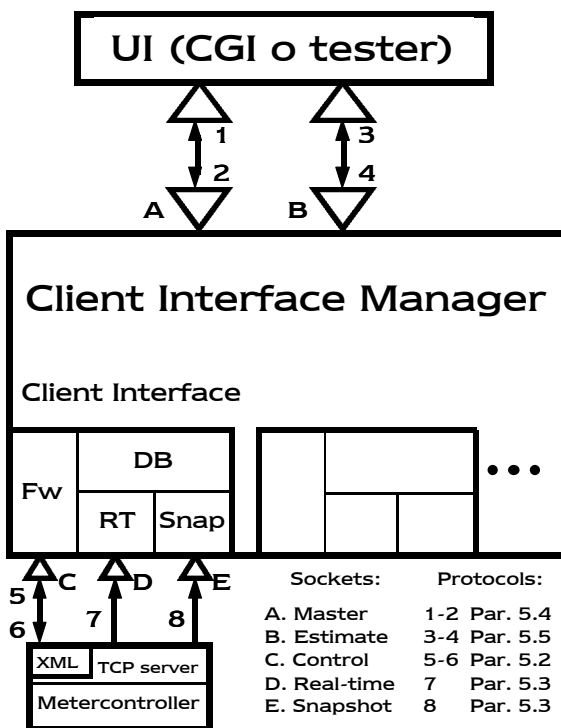 UI (CGI o tester)
1
3
2
4
A
B
Client Interface Manager
Client Interface
DB
Fw
RT
Snap
...
C
D
E
5
7
8
6
XML
TCP server
Metercontroller
Sockets: Protocols:
A. Master 1-2 Par. 5.4
B. Estimate 3-4 Par. 5.5
C. Control 5-6 Par. 5.2
D. Real-time 7 Par. 5.3
E. Snapshot 8 Par. 5.3